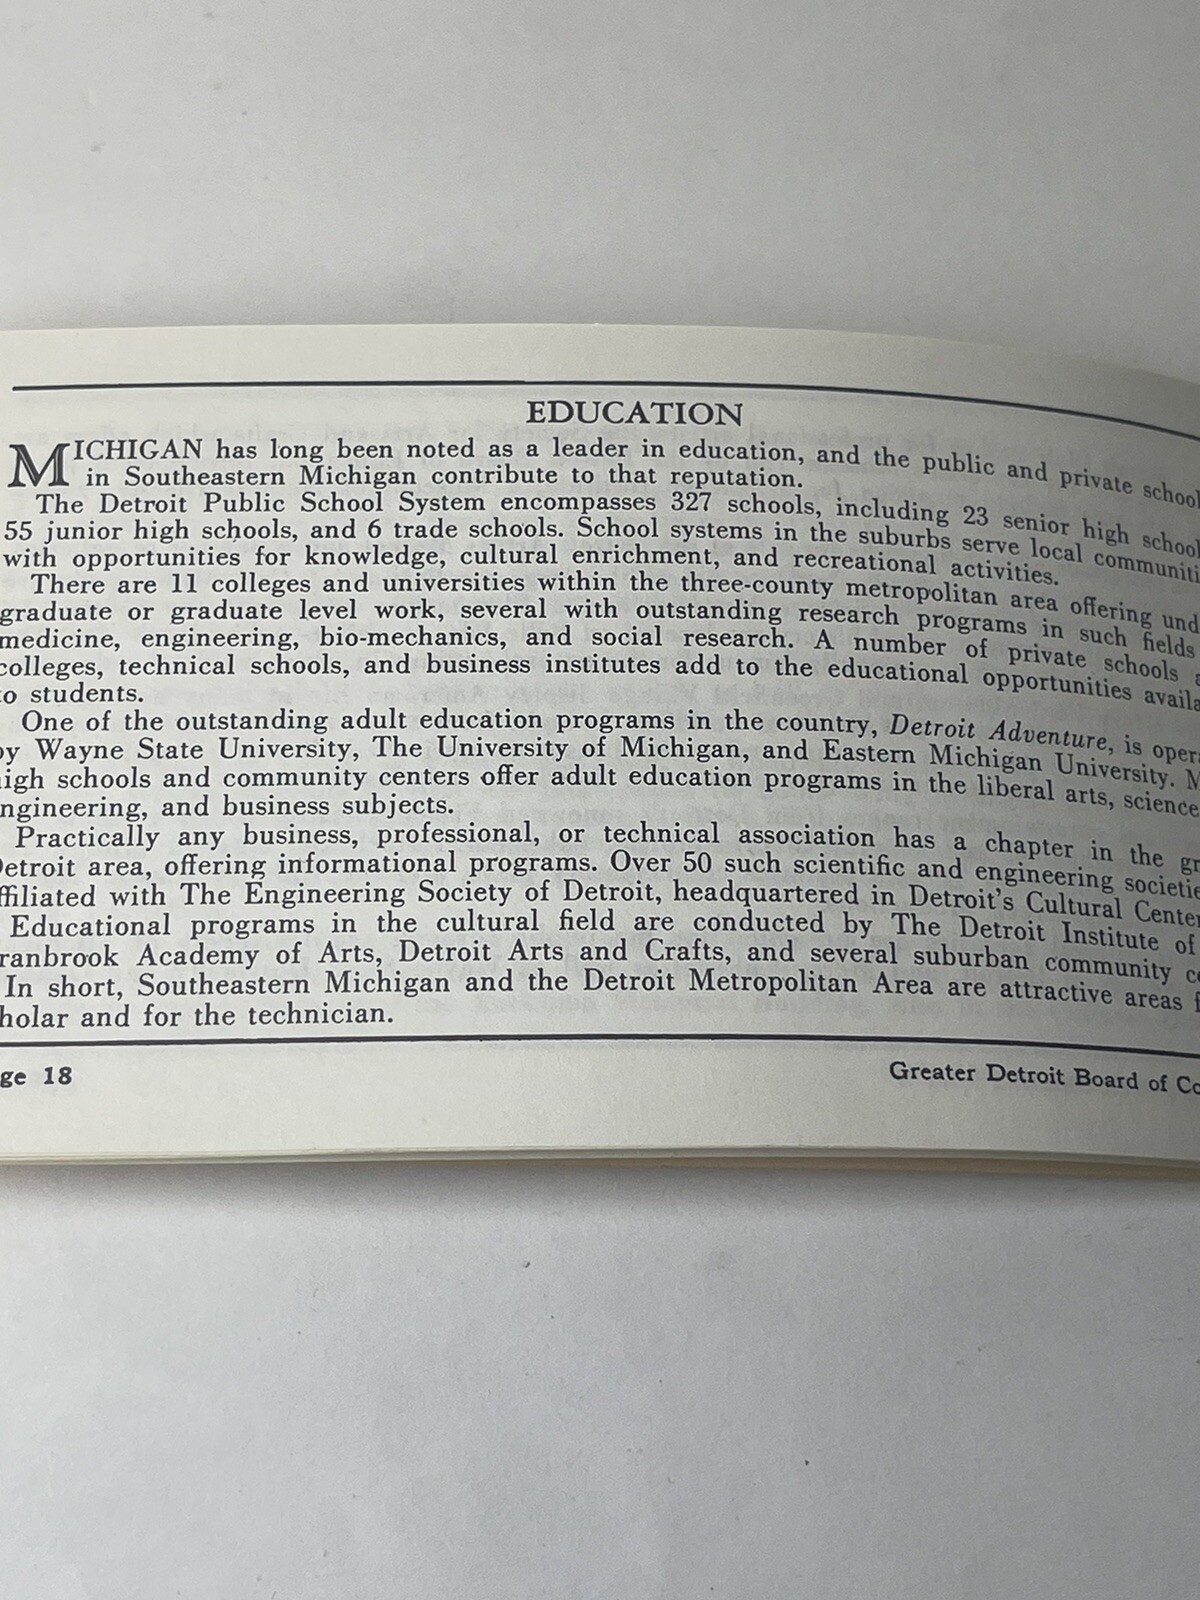 EDUCATION
MICHIGAN has long been noted as a leader in education, and the public and private school
in Southeastern Michigan contribute to that reputation.
The Detroit Public School System encompasses 327 schools, including 23 senior high school
55 junior high schools, and 6 trade schools. School systems in the suburbs serve local communiti
with opportunities for knowledge, cultural enrichment, and recreational activities.
There are 11 colleges and universities within the three-county metropolitan area offering und
graduate or graduate level work, several with outstanding research programs in such fields
medicine, engineering, bio-mechanics, and social research. A number of private schools a
colleges, technical schools, and business institutes add to the educational opportunities availa
to students.
One of the outstanding adult education programs in the country, Detroit Adventure, is opera
by Wayne State University, The University of Michigan, and Eastern Michigan University. M
igh schools and community centers offer adult education programs in the liberal arts, science
ngineering, and business subjects.
Practically any business, professional, or technical association has a chapter in the gr
Detroit area, offering informational programs. Over 50 such scientific and engineering societie
ffiliated with The Engineering Society of Detroit, headquartered in Detroit's Cultural Center
Educational programs in the cultural field are conducted by The Detroit Institute of
ranbrook Academy of Arts, Detroit Arts and Crafts, and several suburban community co
In short, Southeastern Michigan and the Detroit Metropolitan Area are attractive areas f
holar and for the technician.
ge 18
Greater Detroit Board of Co